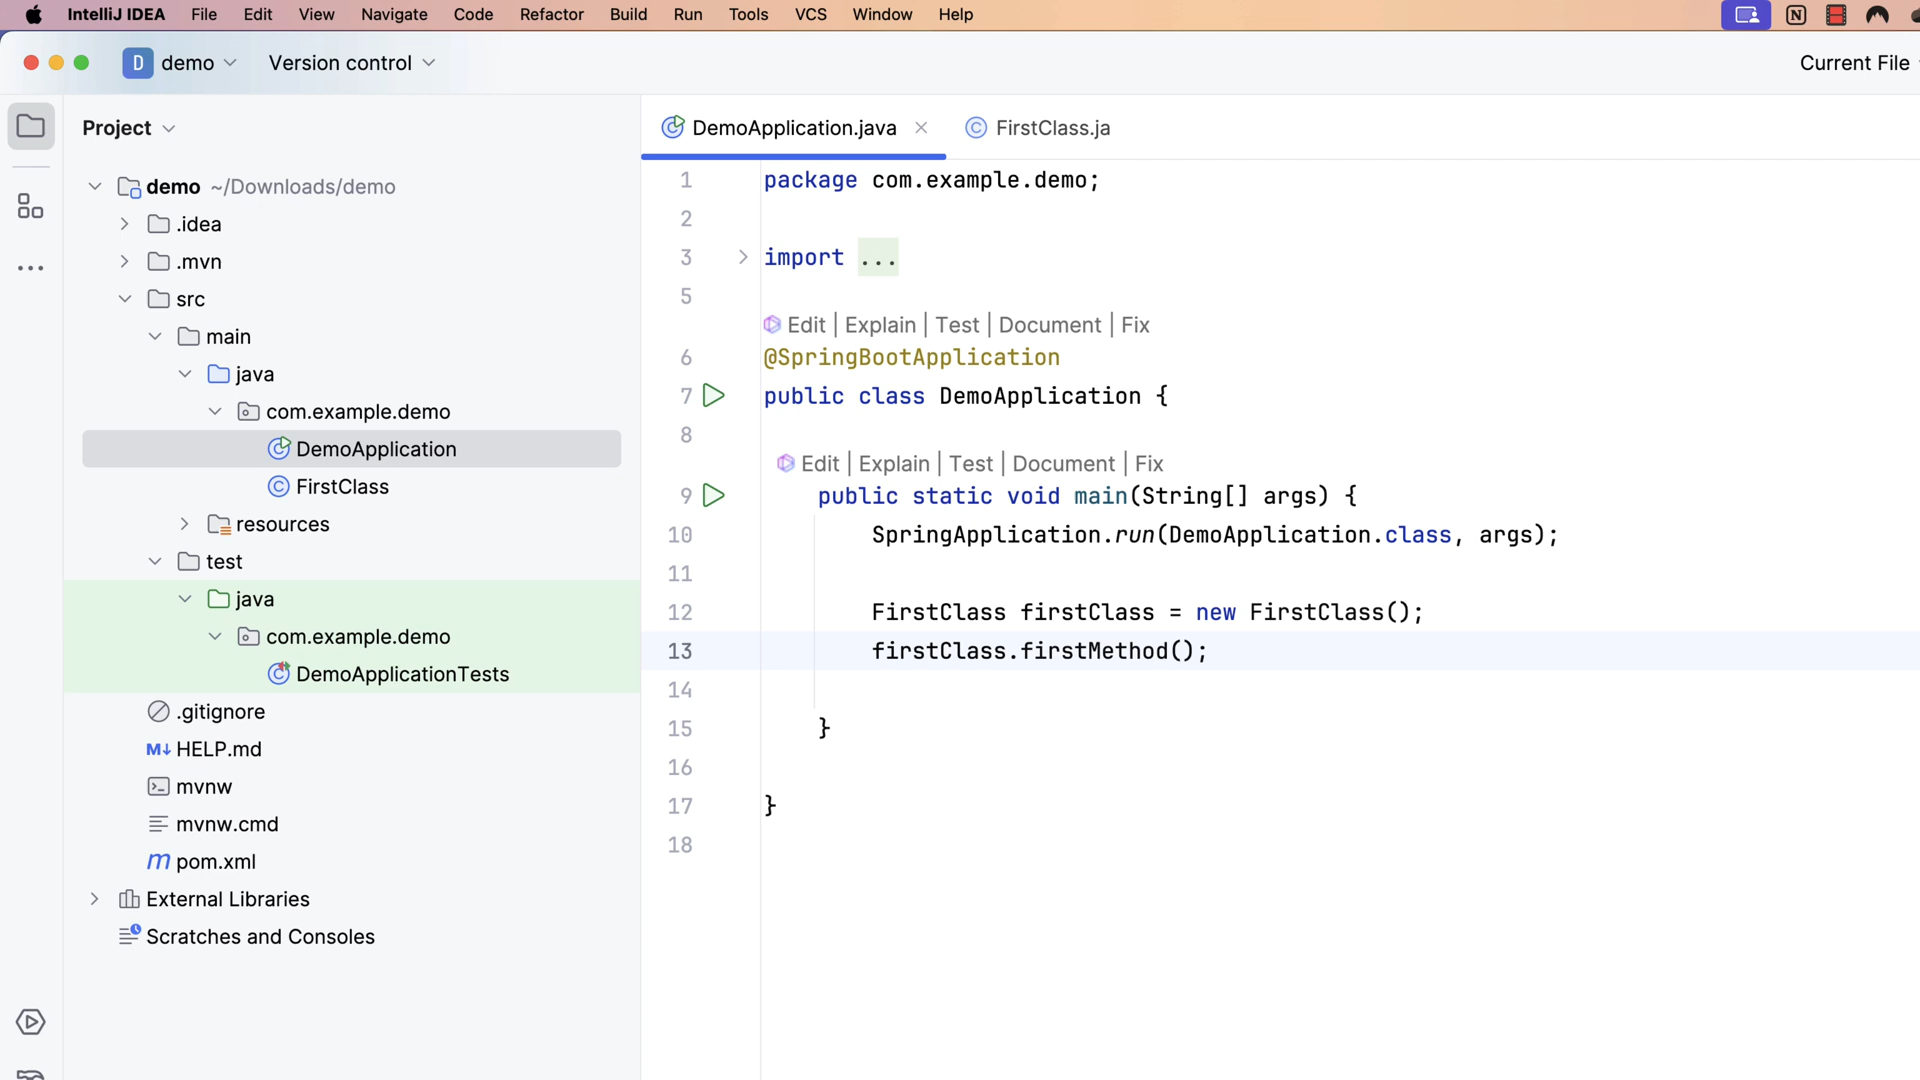 IntelliJ IDEA File Edit View Navigate Code Refactor Build Run Tools VCS Window Help
D demo Version control Current File
Project
DemoApplication.java FirstClass.ja
demo ~/Downloads/demo
.idea
.mvn
src
main
java
com.example.demo
DemoApplication
FirstClass
resources
test
java
com.example.demo
DemoApplicationTests
.gitignore
M↓ HELP.md
mvnw
mvnw.cmd
m pom.xml
External Libraries
Scratches and Consoles
1 package com.example.demo;
2
3 import ...
5
Edit | Explain | Test | Document | Fix
6 @SpringBootApplication
7 public class DemoApplication {
8
Edit | Explain | Test | Document | Fix
9 public static void main(String[] args) {
10 SpringApplication.run(DemoApplication.class, args);
11
12 FirstClass firstClass = new FirstClass();
13 firstClass.firstMethod();
14
15 }
16
17 }
18